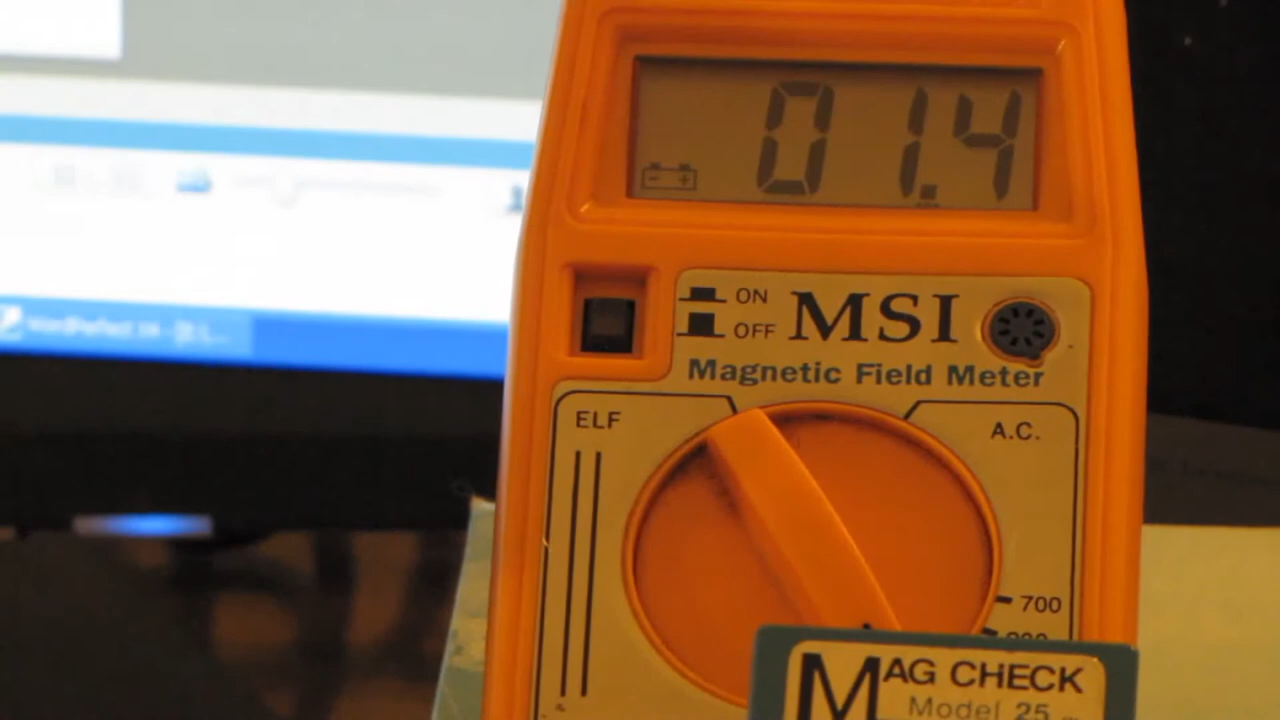 01.4
ON
OFF
MSI
Magnetic Field Meter
ELF
A.C.
700
MAG CHECK
Model 25